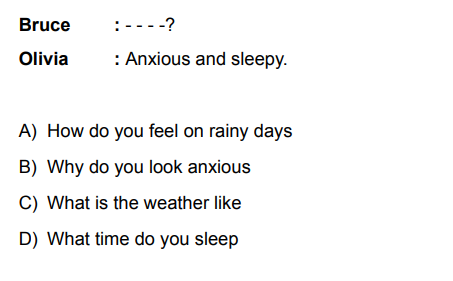 Bruce : - - - -?
Olivia : Anxious and sleepy.
A) How do you feel on rainy days
B) Why do you look anxious
C) What is the weather like
D) What time do you sleep